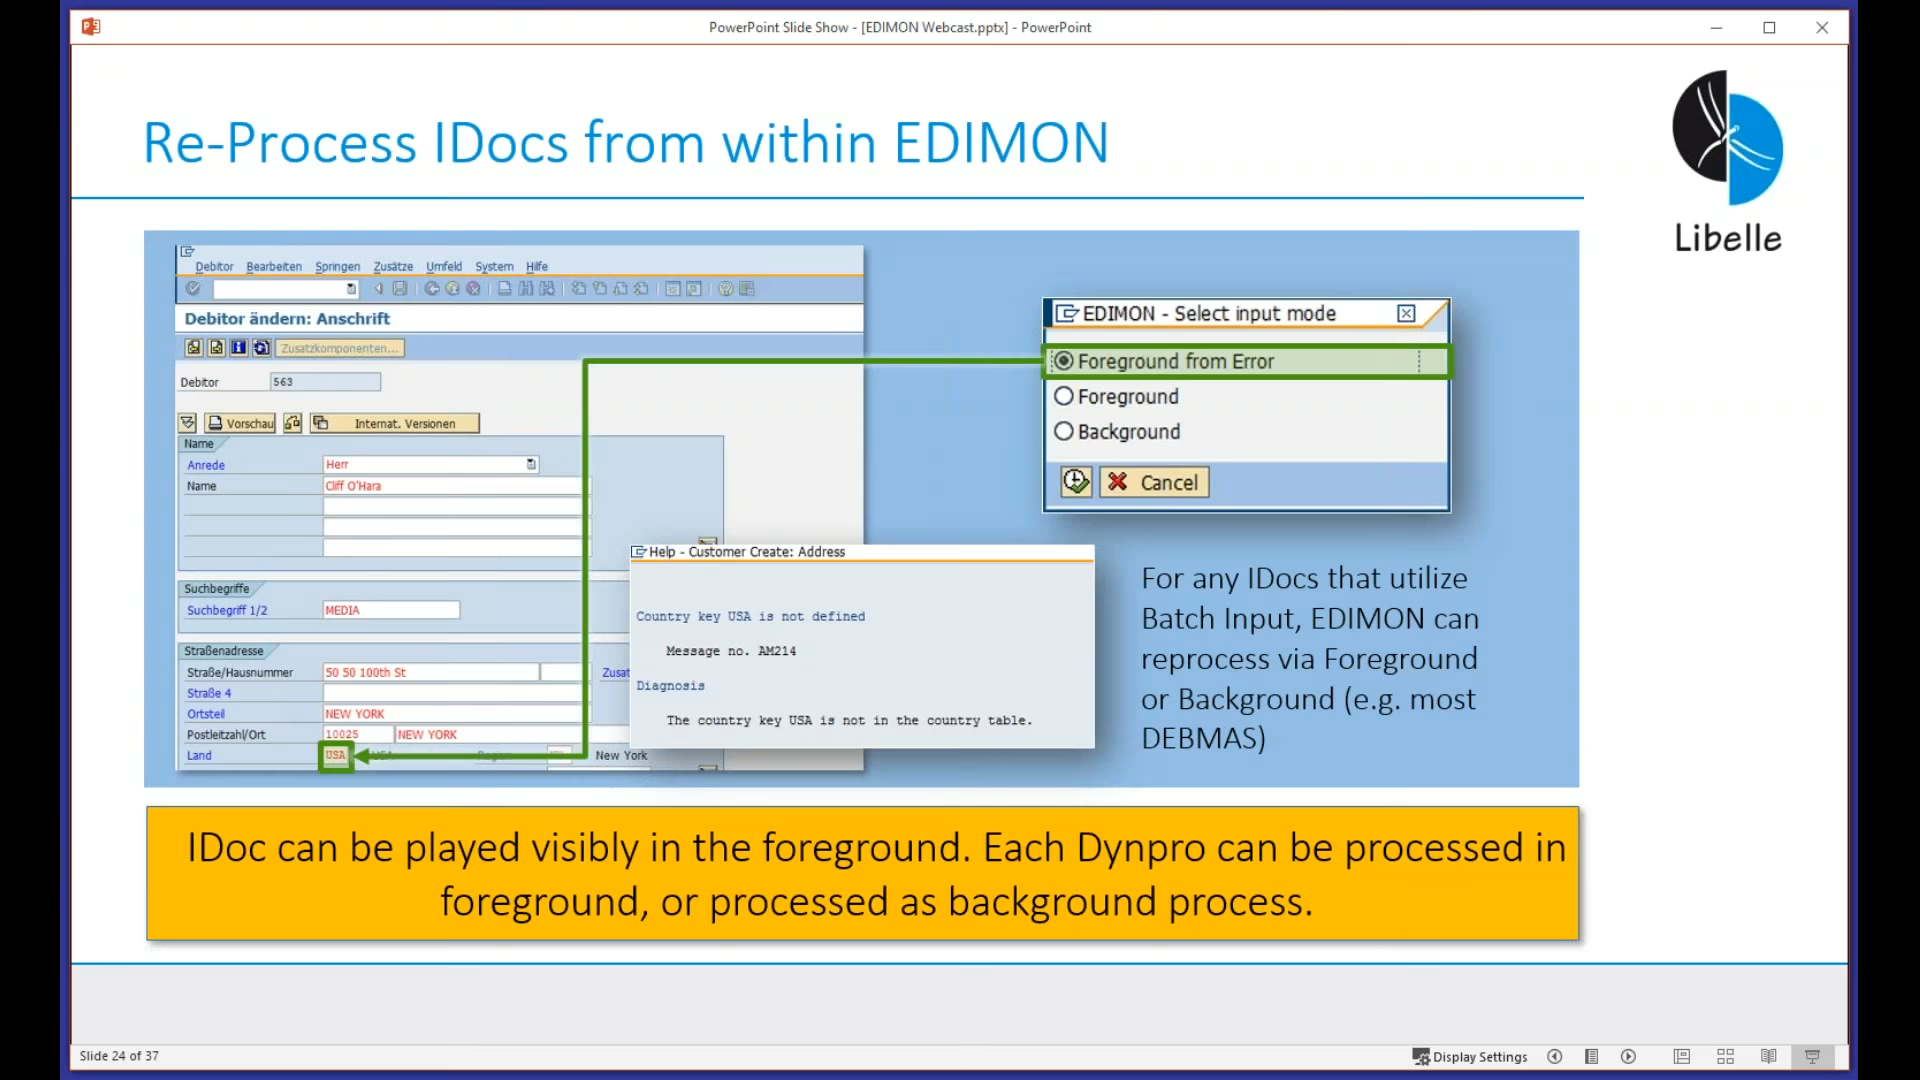 PowerPoint Slide Show - [EDIMON Webcast.pptx] - PowerPoint
Re-Process IDocs from within EDIMON
Libelle
Debitor Bearbeiten Springen Zusätze Umfeld System Hilfe
Debitor ändern: Anschrift
Zusatzkomponenten...
Debitor 563
Vorschau Internat. Versionen
Name
Anrede Herr
Name Cliff O'Hara
Suchbegriffe
Suchbegriff 1/2 MEDIA
Straßenadresse
Straße/Hausnummer 50 50 100th St
Straße 4
Ortsteil NEW YORK
Postleitzahl/Ort 10025 NEW YORK
Land USA New York
Help - Customer Create: Address
Country key USA is not defined
Message no. AM214
Diagnosis
The country key USA is not in the country table.
EDIMON - Select input mode
Foreground from Error
Foreground
Background
Cancel
For any IDocs that utilize
Batch Input, EDIMON can
reprocess via Foreground
or Background (e.g. most
DEBMAS)
IDoc can be played visibly in the foreground. Each Dynpro can be processed in
foreground, or processed as background process.
Slide 24 of 37
Display Settings